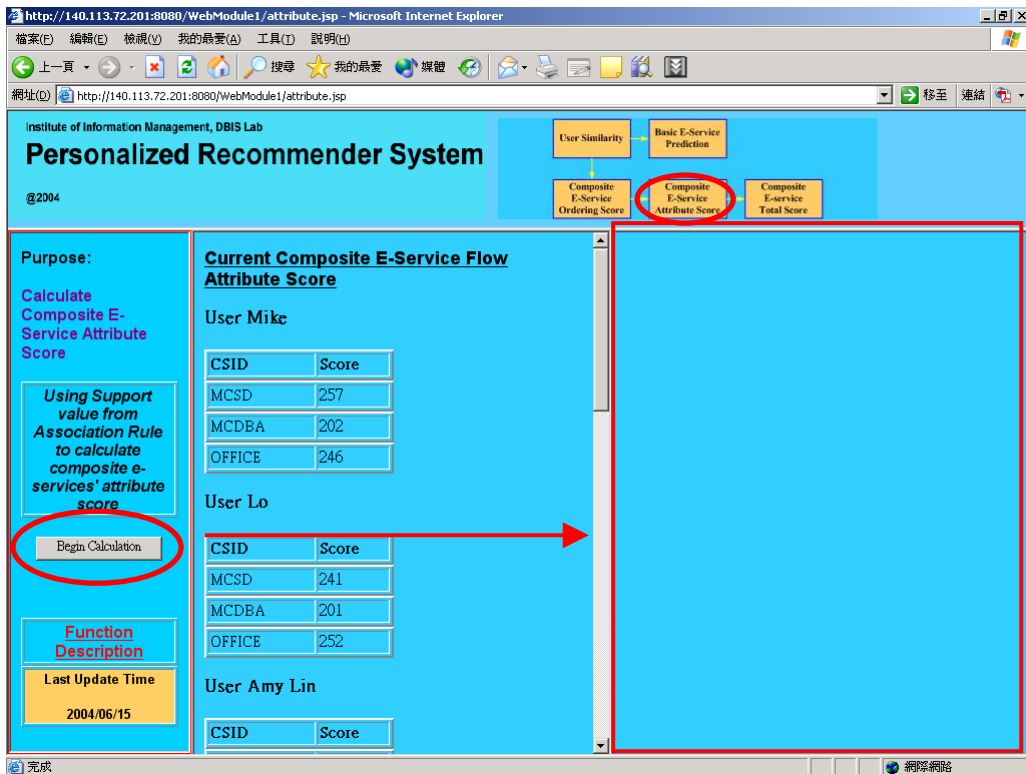 http://140.113.72.201:8080/WebModule1/attribute.jsp - Microsoft Internet Explorer
檔案(F) 編輯(E) 檢視(V) 我的最愛(A) 工具(T) 說明(H)
上一頁 搜尋 我的最愛 媒體
網址(D) http://140.113.72.201:8080/WebModule1/attribute.jsp 移至 連結
Institute of Information Management, DBIS Lab
Personalized Recommender System
@2004
User Similarity
Basic E-Service
Prediction
Composite
E-Service
Ordering Score
Composite
E-Service
Attribute Score
Composite
E-service
Total Score
Purpose:
Calculate
Composite E-
Service Attribute
Score
Using Support
value from
Association Rule
to calculate
composite e-
services' attribute
score
Begin Calculation
Function
Description
Last Update Time
2004/06/15
Current Composite E-Service Flow
Attribute Score
User Mike
CSID Score
MCSD 257
MCDBA 202
OFFICE 246
User Lo
CSID Score
MCSD 241
MCDBA 201
OFFICE 252
User Amy Lin
CSID Score
完成 網際網路